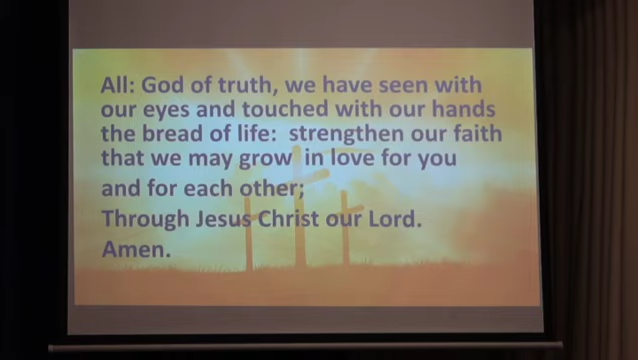 All: God of truth, we have seen with
our eyes and touched with our hands
the bread of life: strengthen our faith
that we may grow in love for you
and for each other;
Through Jesus Christ our Lord.
Amen.